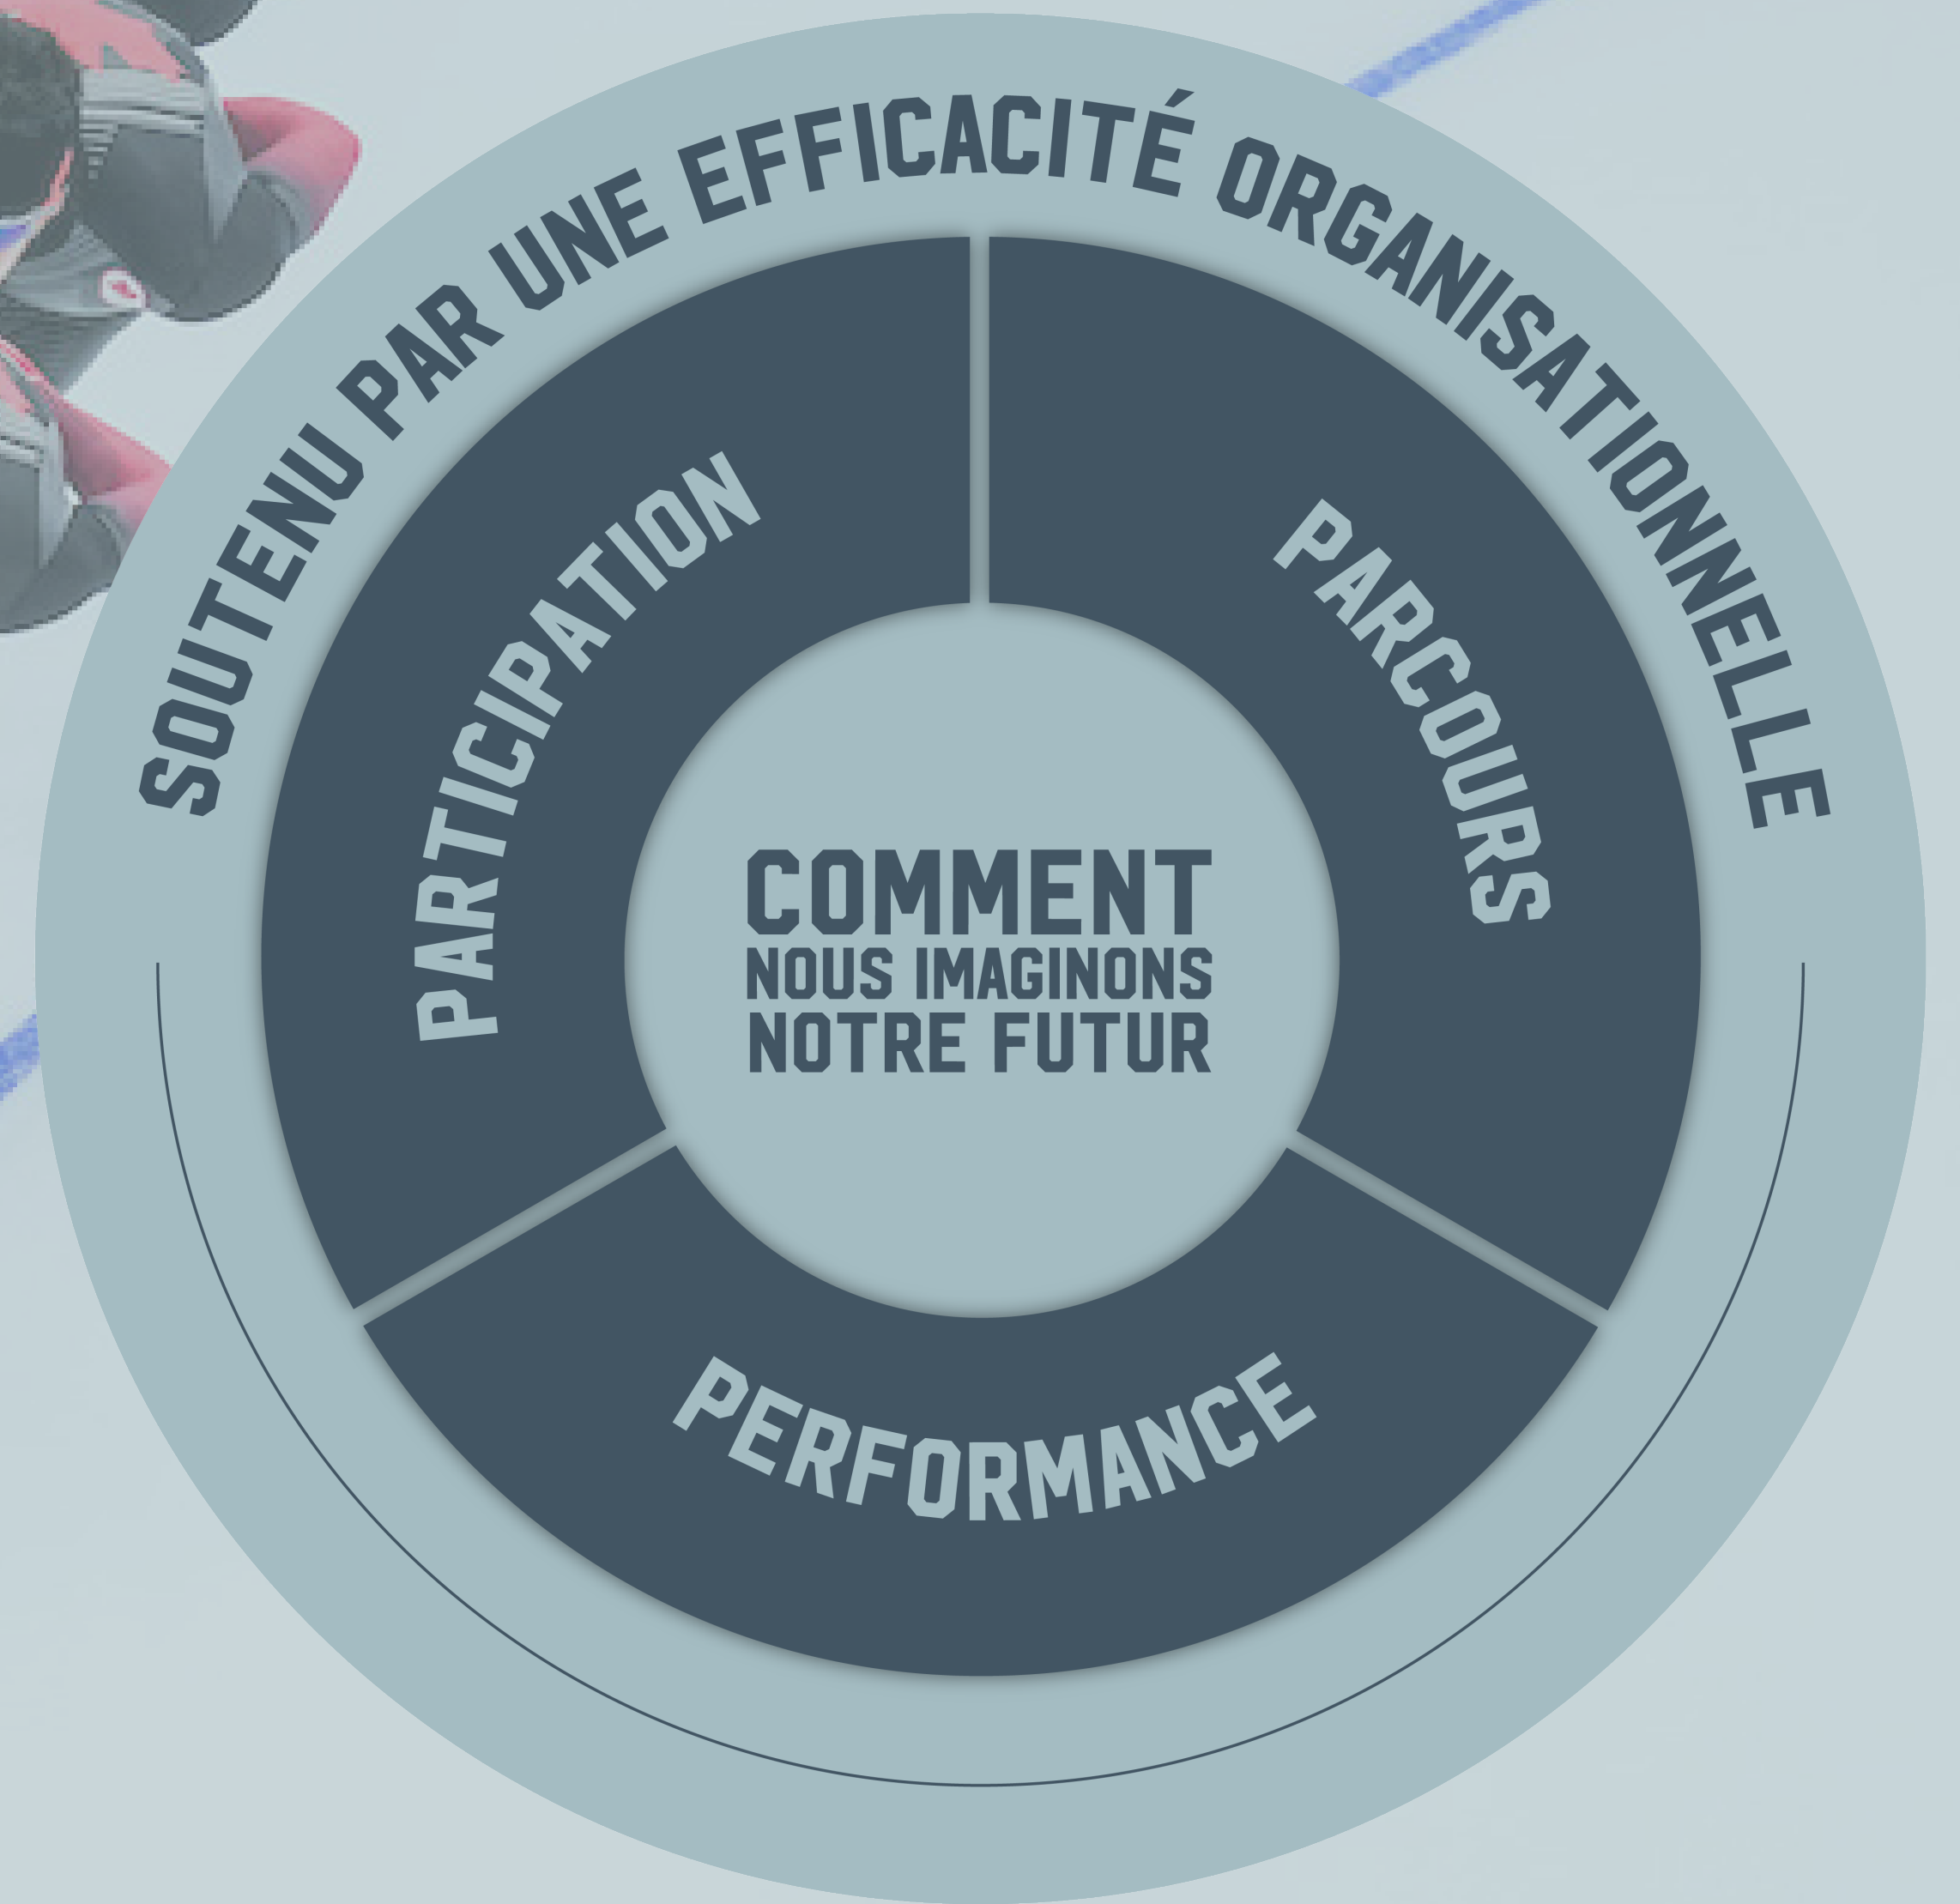 SOUTENU PAR UNE EFFICACITÉ ORGANISATIONNELLE
PARTICIPATION
PARCOURS
COMMENT
NOUS IMAGINONS
NOTRE FUTUR
PERFORMANCE